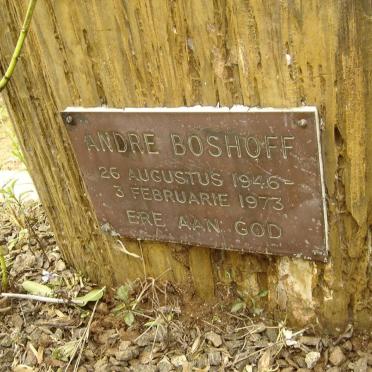 ANDRE BOSHOFF
26 AUGUSTUS 1946-
3 FEBRUARIE 1973
ERE AAN GOD